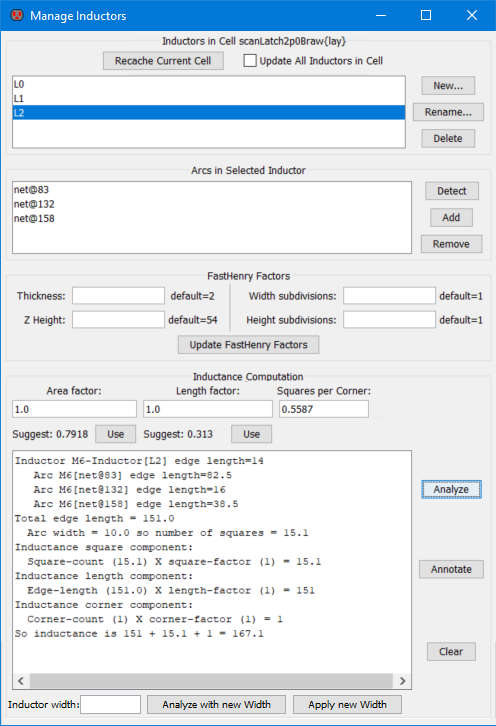 Manage Inductors
Inductors in Cell scanLatch2p0Braw{lay}
Recache Current Cell
Update All Inductors in Cell
L0
L1
L2
New...
Rename...
Delete
Arcs in Selected Inductor
net@83
net@132
net@158
Detect
Add
Remove
FastHenry Factors
Thickness: default=2 Width subdivisions: default=1
Z Height: default=54 Height subdivisions: default=1
Update FastHenry Factors
Inductance Computation
Area factor: Length factor: Squares per Corner:
1.0 1.0 0.5587
Suggest: 0.7918 Use Suggest: 0.313 Use
Inductor M6-Inductor[L2] edge length=14
Arc M6[net@83] edge length=82.5
Arc M6[net@132] edge length=16
Arc M6[net@158] edge length=38.5
Total edge length = 151.0
Arc width = 10.0 so number of squares = 15.1
Inductance square component:
Square-count (15.1) X square-factor (1) = 15.1
Inductance length component:
Edge-length (151.0) X length-factor (1) = 151
Inductance corner component:
Corner-count (1) X corner-factor (1) = 1
So inductance is 151 + 15.1 + 1 = 167.1
Analyze
Annotate
Clear
Inductor width: Analyze with new Width Apply new Width